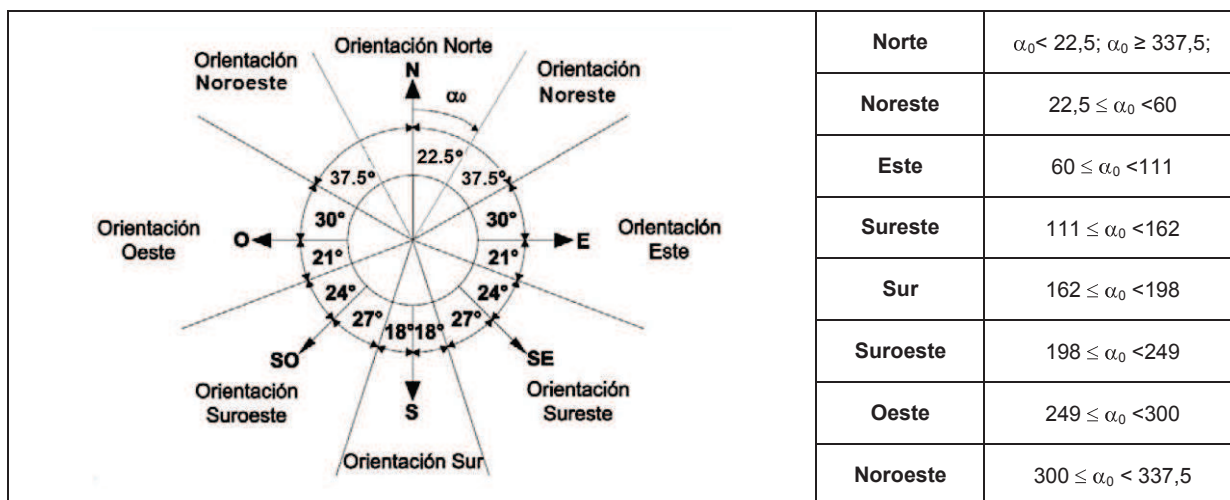 Orientación Norte
N
Orientación
Noroeste
Orientación
Noreste
α₀
22.5°
37.5°
37.5°
30°
30°
Orientación
Oeste
O
E
Orientación
Este
21°
21°
24°
24°
27°
18°
18°
27°
SO
SE
Orientación
Suroeste
S
Orientación
Sureste
Orientación Sur
Norte α₀< 22,5; α₀ ≥ 337,5;
Noreste 22,5 ≤ α₀ <60
Este 60 ≤ α₀ <111
Sureste 111 ≤ α₀ <162
Sur 162 ≤ α₀ <198
Suroeste 198 ≤ α₀ <249
Oeste 249 ≤ α₀ <300
Noroeste 300 ≤ α₀ < 337,5